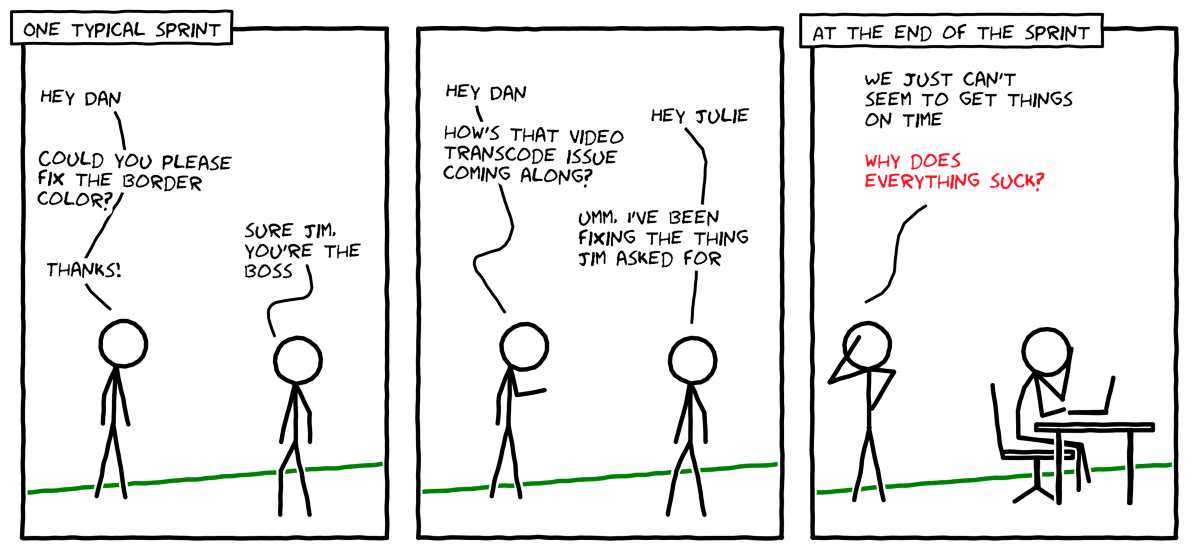 ONE TYPICAL SPRINT
HEY DAN
COULD YOU PLEASE
FIX THE BORDER
COLOR?
THANKS!
SURE JIM,
YOU'RE THE
BOSS
HEY DAN
HOW'S THAT VIDEO
TRANSCODE ISSUE
COMING ALONG?
HEY JULIE
UMM, I'VE BEEN
FIXING THE THING
JIM ASKED FOR
AT THE END OF THE SPRINT
WE JUST CAN'T
SEEM TO GET THINGS
ON TIME
WHY DOES
EVERYTHING SUCK?